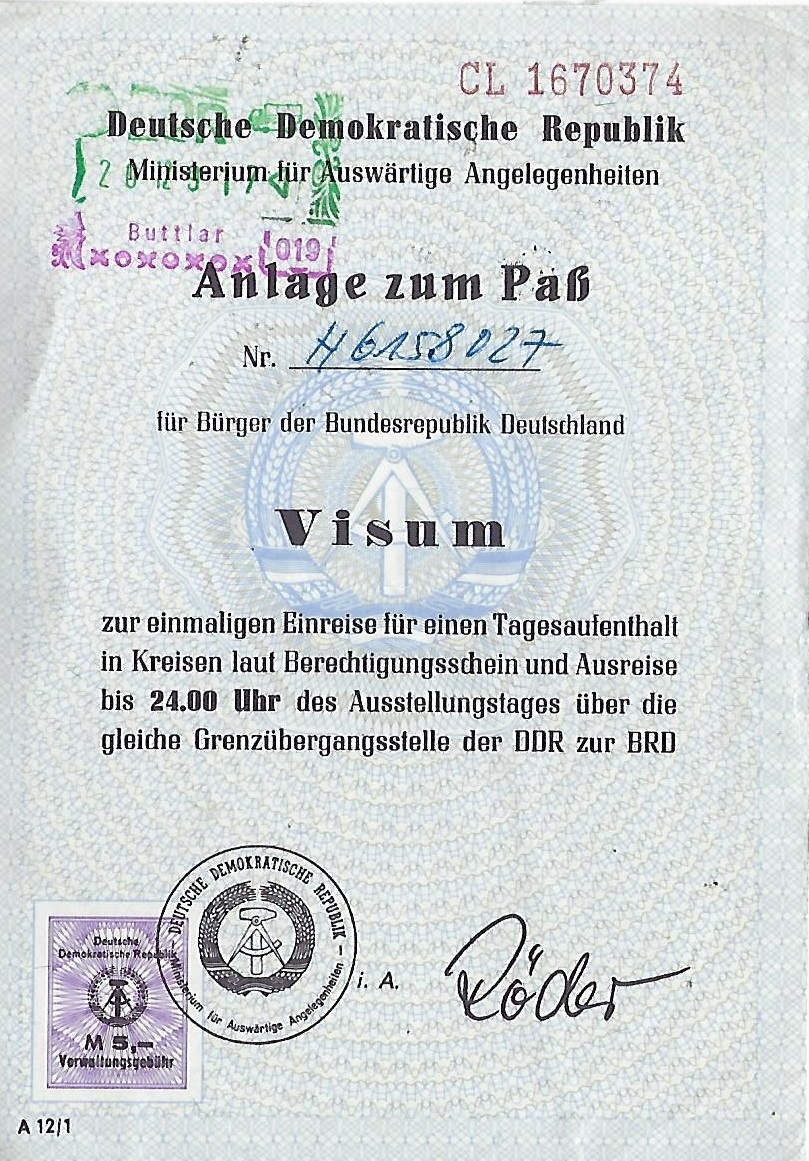 CL 1670374
Deutsche Demokratische Republik
Ministerium für Auswärtige Angelegenheiten
Buttlar
019
XOXOXOX
Anlage zum Paß
Nr. H6158027
für Bürger der Bundesrepublik Deutschland
Visum
zur einmaligen Einreise für einen Tagesaufenthalt
in Kreisen laut Berechtigungsschein und Ausreise
bis 24.00 Uhr des Ausstellungstages über die
gleiche Grenzübergangsstelle der DDR zur BRD
DEUTSCHE DEMOKRATISCHE REPUBLIK
Ministerium für Auswärtige Angelegenheiten
Deutsche
Demokratische Republik
M 5,-
Verwaltungsgebühr
i. A. Röder
A 12/1